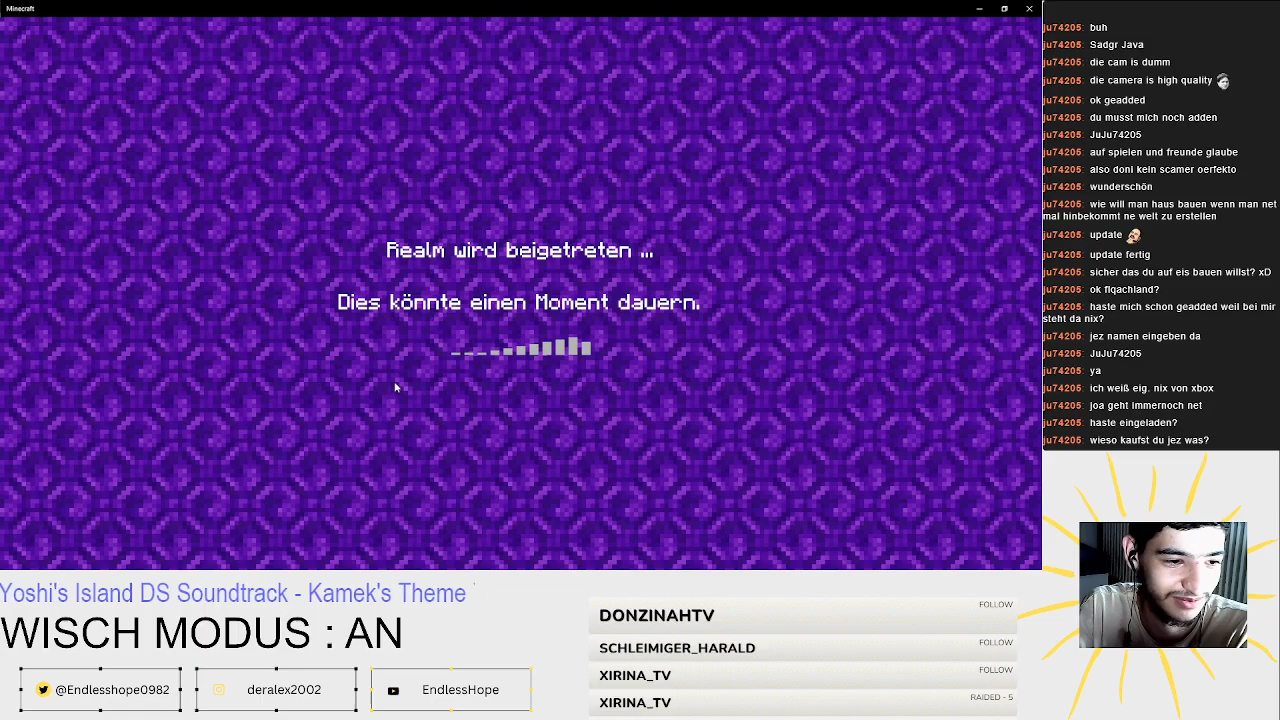 Minecraft
Realm wird beigetreten ...
Dies könnte einen Moment dauern.
ju74205: buh
ju74205: Sadgr Java
ju74205: die cam is dumm
ju74205: die camera is high quality
ju74205: ok geadded
ju74205: du musst mich noch adden
ju74205: JuJu74205
ju74205: auf spielen und freunde glaube
ju74205: also doni kein scamer oerfekto
ju74205: wunderschön
ju74205: wie will man haus bauen wenn man net
mal hinbekommt ne welt zu erstellen
ju74205: update
ju74205: update fertig
ju74205: sicher das du auf eis bauen willst? xD
ju74205: ok flqachland?
ju74205: haste mich schon geadded weil bei mir
steht da nix?
ju74205: jez namen eingeben da
ju74205: JuJu74205
ju74205: ya
ju74205: ich weiß eig. nix von xbox
ju74205: joa geht immernoch net
ju74205: haste eingeladen?
ju74205: wieso kaufst du jez was?
Yoshi's Island DS Soundtrack - Kamek's Theme
WISCH MODUS : AN
@Endlesshope0982
deralex2002
EndlessHope
DONZINAHTV FOLLOW
SCHLEIMIGER_HARALD FOLLOW
XIRINA_TV FOLLOW
XIRINA_TV RAIDED - 5